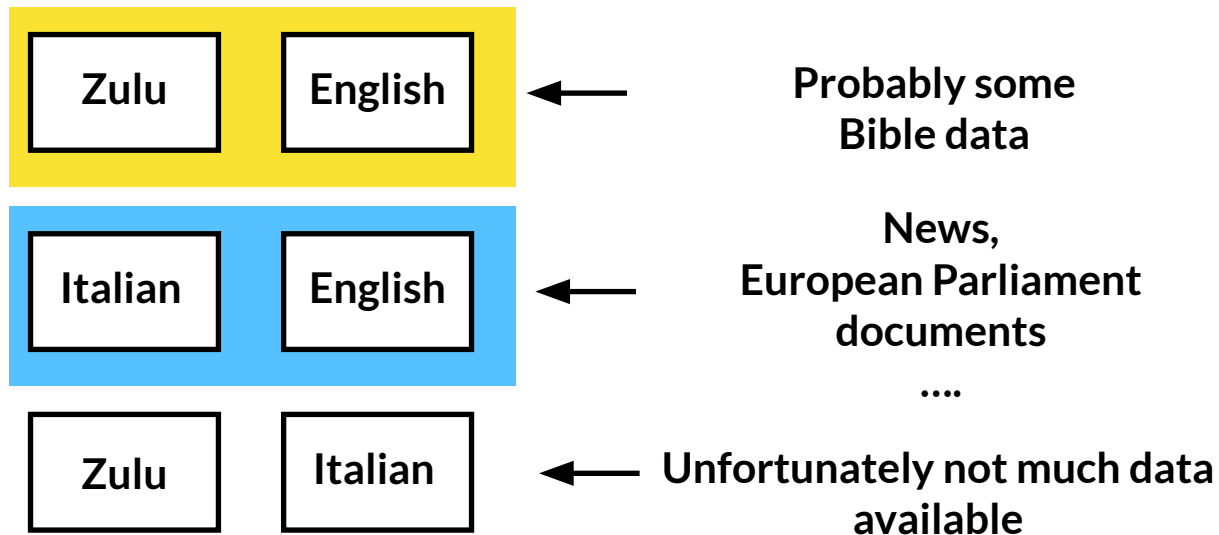 Zulu
English
Probably some
Bible data
Italian
English
News,
European Parliament
documents
....
Zulu
Italian
Unfortunately not much data
available